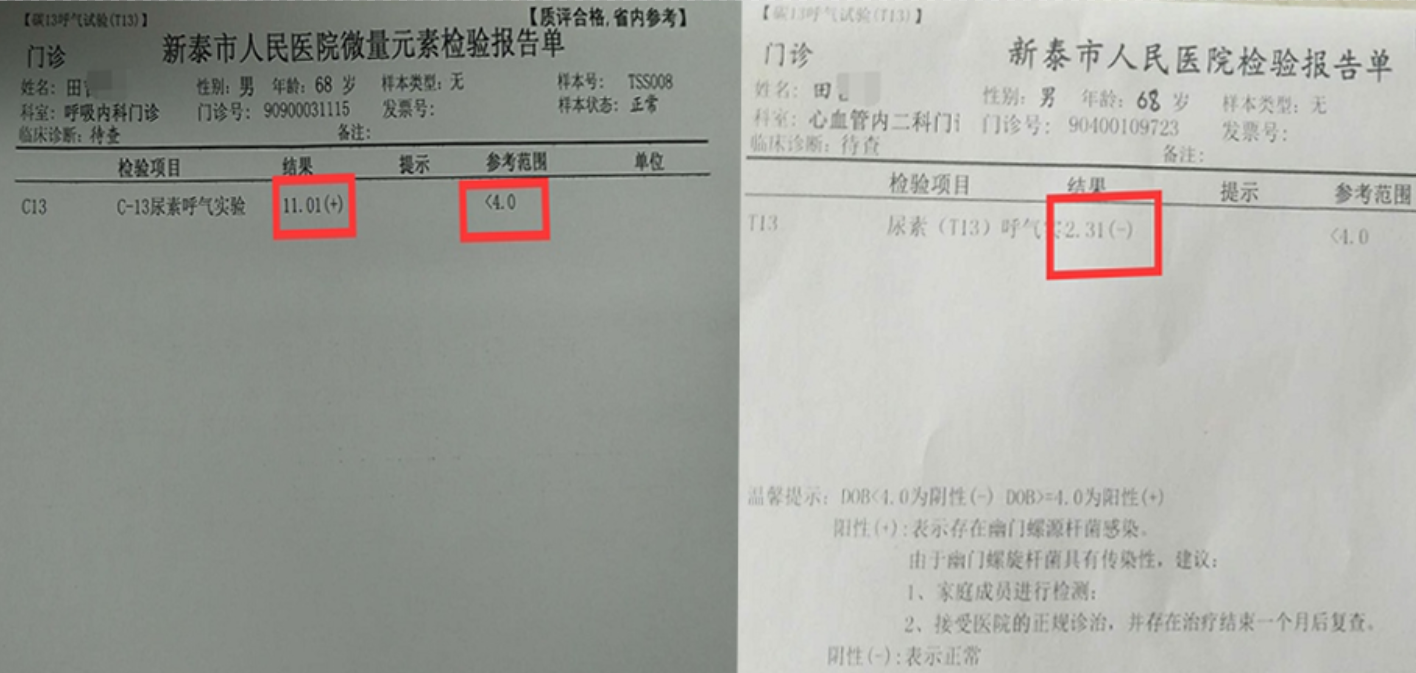 【碳13呼气试验(T13)】
【质评合格,省内参考】
门诊
新泰市人民医院微量元素检验报告单
姓名: 田
性别: 男 年龄: 68 岁 样本类型: 无 样本号: TSS008
科室: 呼吸内科门诊 门诊号: 90900031115 发票号: 样本状态: 正常
临床诊断: 待查 备注:
检验项目 结果 提示 参考范围 单位
C13 C-13尿素呼气实验 11.01(+) <4.0
【碳13呼气试验(T13)】
门诊
新泰市人民医院检验报告单
姓名: 田
性别: 男 年龄: 68 岁 样本类型: 无
科室: 心血管内二科门 门诊号: 90400109723 发票号:
临床诊断: 待查 备注:
检验项目 结果 提示 参考范围
T13 尿素（T13）呼气 2.31(-) <4.0
温馨提示: DOB<4.0为阴性(-) DOB>=4.0为阳性(+)
阳性(+):表示存在幽门螺源杆菌感染。
由于幽门螺旋杆菌具有传染性，建议:
1、家庭成员进行检测;
2、接受医院的正规诊治，并存在治疗结束一个月后复查。
阴性(-):表示正常